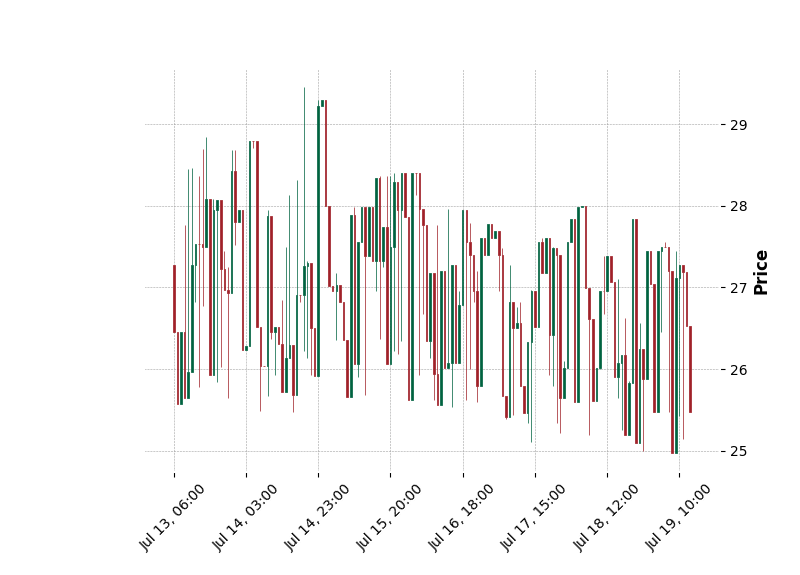 29
28
27
26
25
Price
Jul 13, 06:00
Jul 14, 03:00
Jul 14, 23:00
Jul 15, 20:00
Jul 16, 18:00
Jul 17, 15:00
Jul 18, 12:00
Jul 19, 10:00